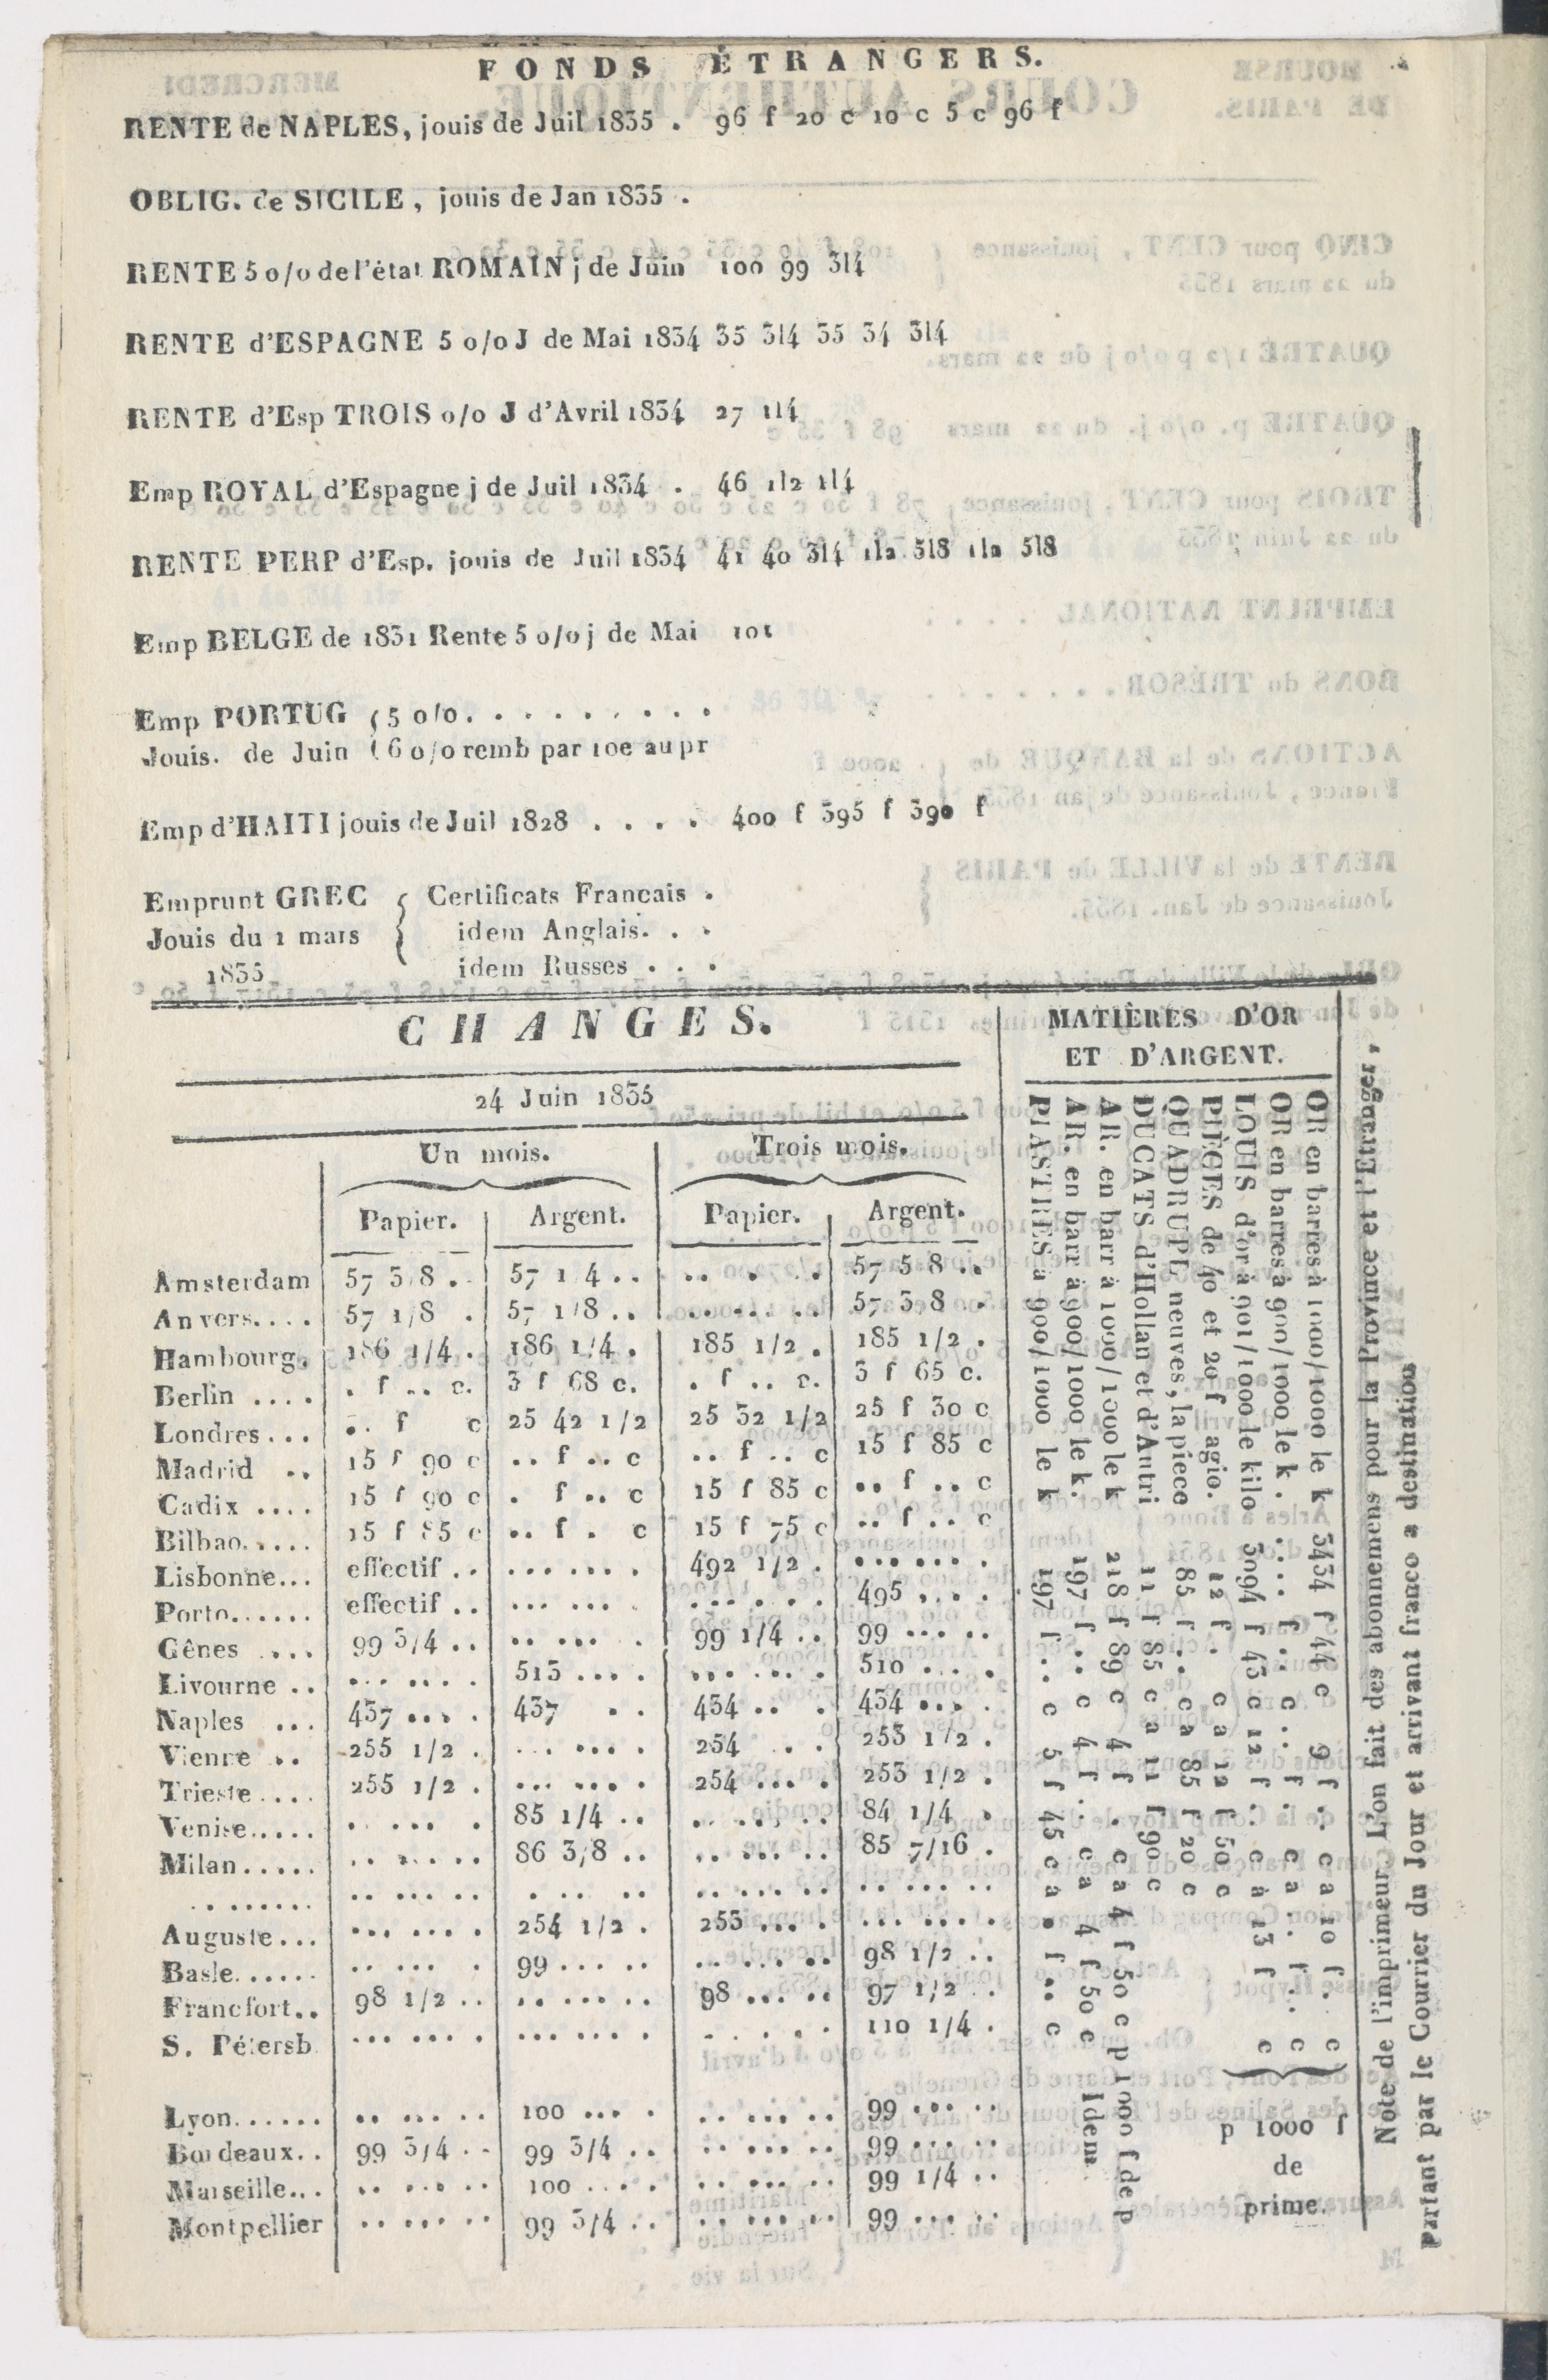 FONDS ÉTRANGERS.
RENTE de NAPLES, jouis de Juil 1835 . 96 f 20 c 10 c 5 c 96 f
OBLIG. de SICILE, jouis de Jan 1835 .
RENTE 5 o/o de l'état ROMAIN j de Juin 100 99 3|4
RENTE d'ESPAGNE 5 o/o J de Mai 1834 35 3|4 35 34 3|4
RENTE d'Esp TROIS o/o J d'Avril 1834 27 1|4
Emp ROYAL d'Espagne j de Juil 1834 . 46 1|2 1|4
RENTE PERP d'Esp. jouis de Juil 1834 41 40 3|4 1|2 5|8 1|2 5|8
Emp BELGE de 1831 Rente 5 o/o j de Mai 101
Emp PORTUG ( 5 o/o. . . . . . . . .
Jouis. de Juin ( 6 o/o remb par 10e au pr
Emp d'HAITI jouis de Juil 1828 . . . . 400 f 395 f 390 f
Emprunt GREC { Certificats Francais .
Jouis du 1 mars { idem Anglais. . .
1835 idem Russes . . .
CHANGES.
24 Juin 1835
Un mois. Trois mois.
Papier. Argent. Papier. Argent.
Amsterdam 57 3/8 . 57 1/4 . . .. . . . 57 5/8 ..
Anvers.... 57 1/8 . 57 1/8 .. ....... 57 3/8 .
Hambourg. 186 1/4 . 186 1/4 . 185 1/2 . 185 1/2 .
Berlin .... . f .. c. 3 f 68 c. . f .. c. 3 f 65 c.
Londres... .. f c 25 42 1/2 25 32 1/2 25 f 30 c
Madrid .. 15 f 90 c .. f .. c .. f .. c 15 f 85 c
Cadix .... 15 f 90 c . f .. c 15 f 85 c .. f .. c
Bilbao..... 15 f 85 c .. f . c 15 f 75 c .. f .. c
Lisbonne... effectif .. ... ... . 492 1/2 . ... ... .
Porto...... effectif .. ... ... . ... ... . 495 ....
Gênes .... 99 3/4 .. .. ... . 99 1/4 .. 99 ... ..
Livourne .. ... ... . 513 .... ... ... . 510 ....
Naples ... 437 ... . 437 . . 434 .. . 434 ... .
Vienne .. 255 1/2 . ... ... . 254 . . 253 1/2 .
Trieste.... 255 1/2 . ... ... . 254 ... . 253 1/2 .
Venise..... . ... . 85 1/4 .. .. ... .. 84 1/4 .
Milan..... .. ... .. 86 3/8 .. .. ... .. 85 7/16 .
. ...... .. ... .. . .. .. .. ... .. .. ... ..
Auguste... ... ... . 254 1/2 . 253 ... . ... ... .
Basle...... .. ... . 99 ... .. .. ... .. 98 1/2 ..
Francfort.. 98 1/2 .. .. ... .. 98 ... .. 97 1/2 ..
S. Pétersb ... ... . ... ... . . . . . . 110 1/4 .
Lyon...... .. ... .. 100 ... . .. ... .. 99 ... ..
Bordeaux.. 99 3/4 .. 99 3/4 .. .. ... .. 99 ... ..
Marseille... .. ... .. 100 ... . .. ... .. 99 1/4 ..
Montpellier .. ... .. 99 3/4 .. .. ... .. 99 ... ..
MATIÈRES D'OR
ET D'ARGENT.
OR en barres à 1000/1000 le k 3434 f 44 c 9 f . . c a 10 f . c
OR en barres à 900/1000 le k . .... f .. c . . f . c a . . f . . c
LOUIS d'or à 901/1000 le kilo 3094 f 43 c 12 f . c à 13 f c
PIÈCES de 40 et 20 f agio. 12 f . c a 12 f 50 c
QUADRUPL neuves, la piece 85 f . . c a 85 f 20 c
DUCATS d'Hollan et d'Autri 11 f 85 c a 11 f 90 c
AR. en barr à 1000/1000 le k 218 f 89 c 4 f . c a 4 f 50 c p 1000 f de p
AR. en barr à 900/1000 le k. 197 f . . c 4 f . . c a 4 f 50 c Idem.
PIASTRES à 900/1000 le k 197 f . . c 5 f 45 c à . f .. c
p 1000 f
de
prime.
Note de l'imprimeur. L'on fait des abonnemens pour la Province et l'Etranger,
Partant par le Courrier du Jour et arrivant franco a destination